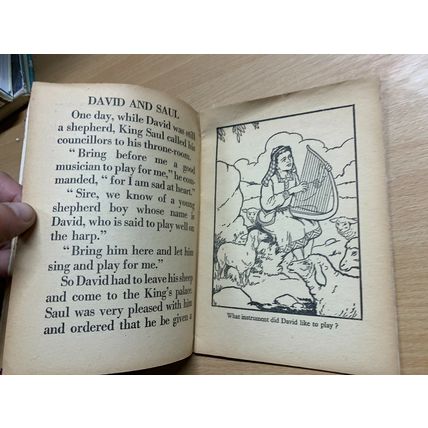 DAVID AND SAUL
One day, while David was still
a shepherd, King Saul called his
councillors to his throne-room.
" Bring before me a good
musician to play for me," he com-
manded, " for I am sad at heart."
" Sire, we know of a young
shepherd boy whose name is
David, who is said to play well
on the harp."
" Bring him here and let him
sing and play for me."
So David had to leave his sheep
and come to the King's palace.
Saul was very pleased with him
and ordered that he be given a
What instrument did David like to play ?